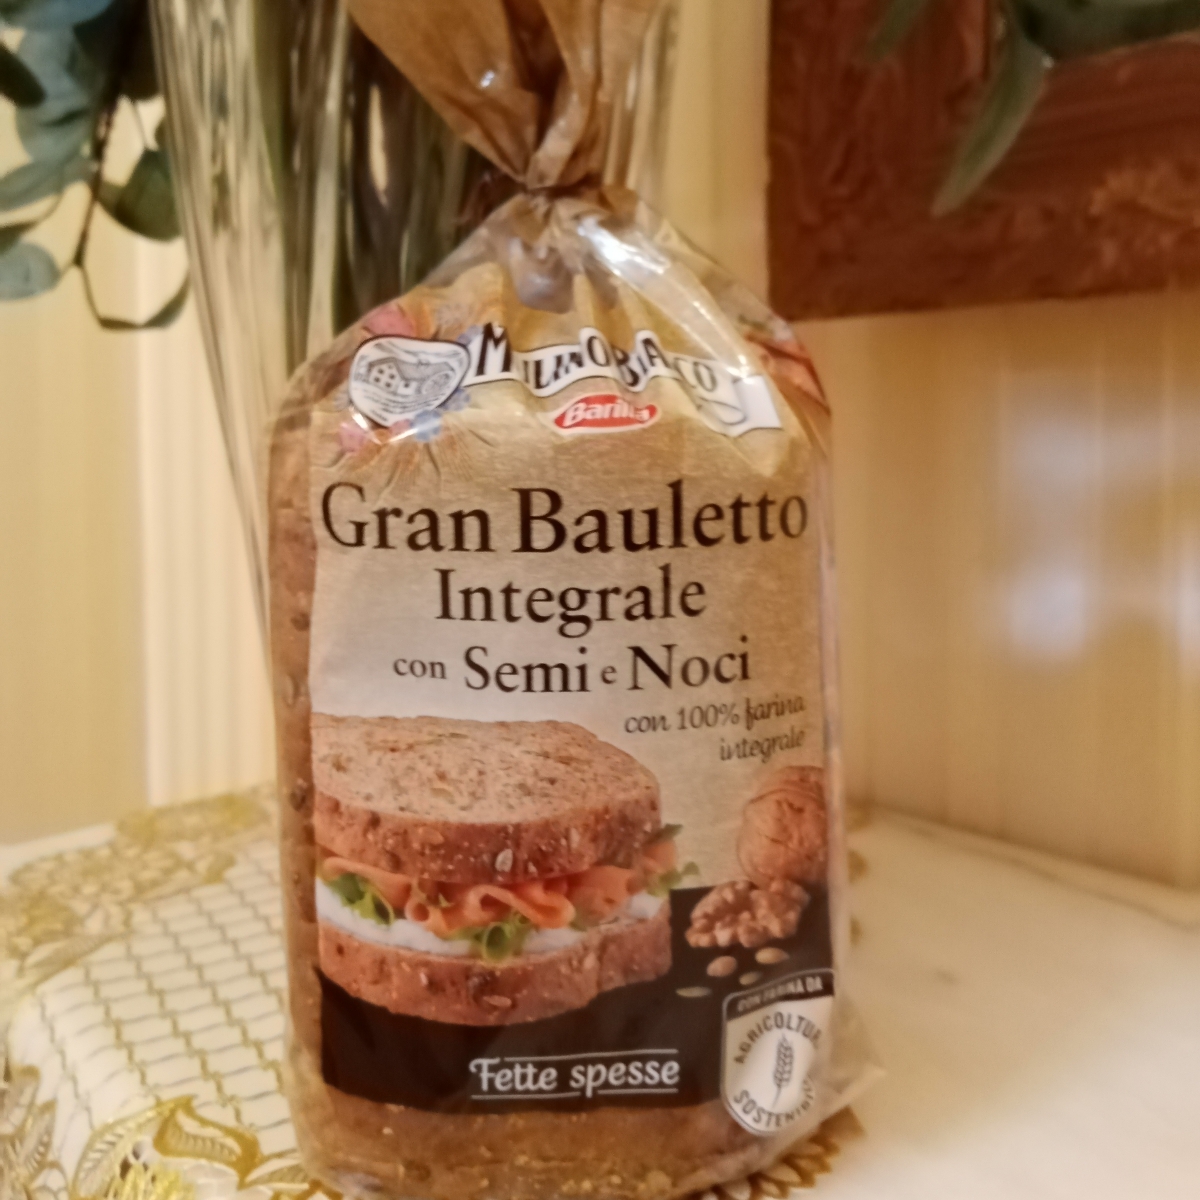 Mulino Bianco
Barilla
Gran Bauletto
Integrale
con Semi e Noci
con 100% farina
integrale
CON FARINA DA
AGRICOLTURA
SOSTENIBILE
Fette spesse